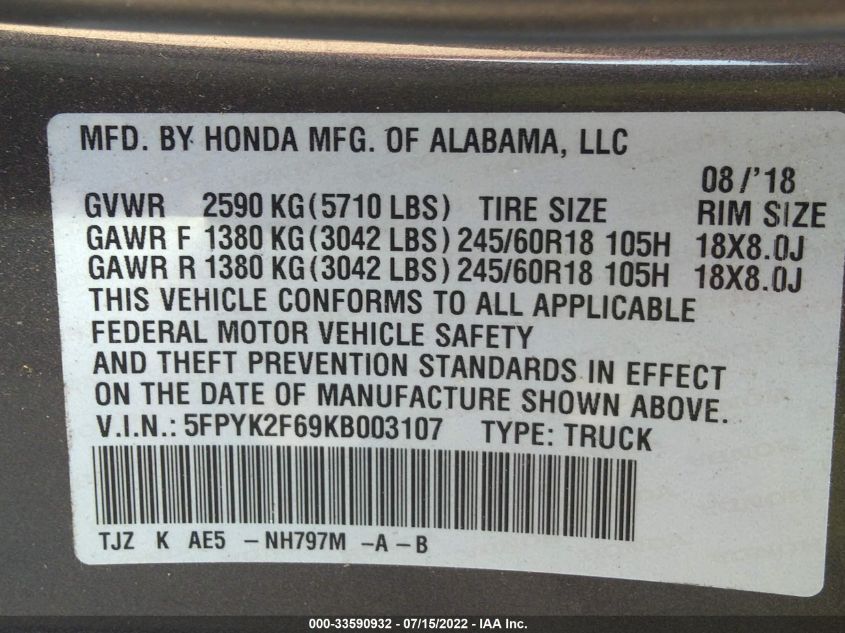 MFD. BY HONDA MFG. OF ALABAMA, LLC
08/'18
GVWR 2590 KG(5710 LBS) TIRE SIZE RIM SIZE
GAWR F 1380 KG(3042 LBS) 245/60R18 105H 18X8.0J
GAWR R 1380 KG(3042 LBS) 245/60R18 105H 18X8.0J
THIS VEHICLE CONFORMS TO ALL APPLICABLE
FEDERAL MOTOR VEHICLE SAFETY
AND THEFT PREVENTION STANDARDS IN EFFECT
ON THE DATE OF MANUFACTURE SHOWN ABOVE.
V.I.N.: 5FPYK2F69KB003107 TYPE: TRUCK
TJZ K AE5 -NH797M -A -B
000-33590932 - 07/15/2022 - IAA Inc.